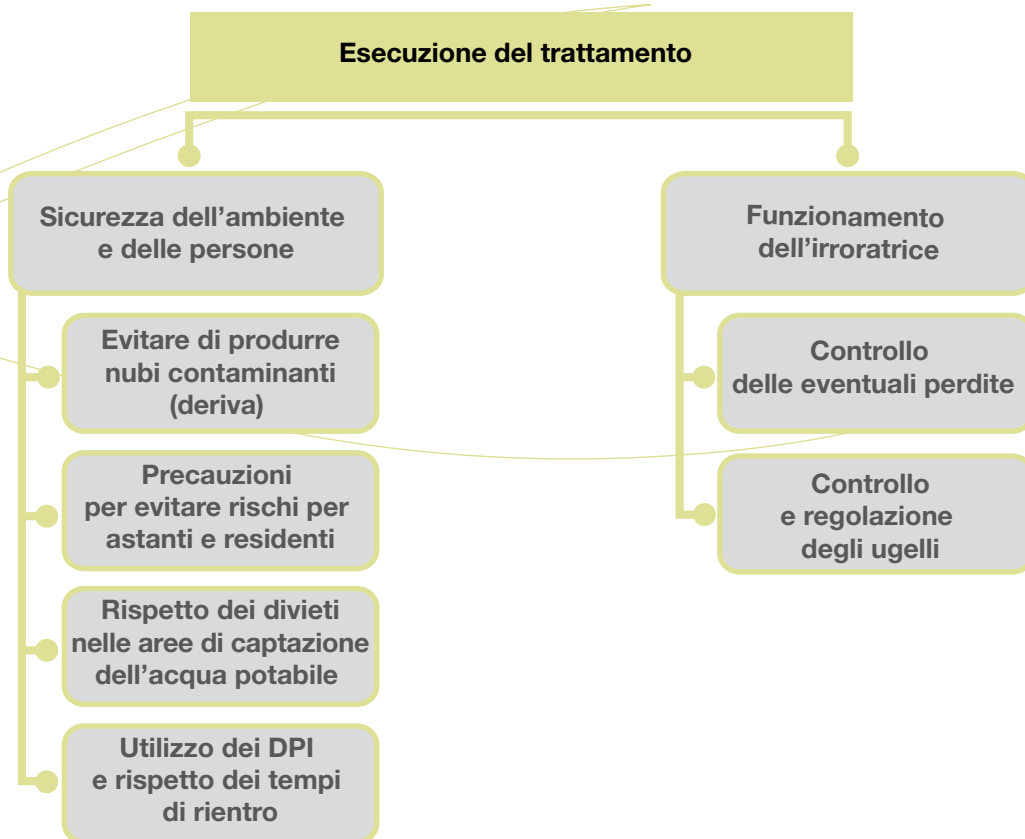 Esecuzione del trattamento
Sicurezza dell'ambiente
e delle persone
Evitare di produrre
nubi contaminanti
(deriva)
Precauzioni
per evitare rischi per
astanti e residenti
Rispetto dei divieti
nelle aree di captazione
dell'acqua potabile
Utilizzo dei DPI
e rispetto dei tempi
di rientro
Funzionamento
dell'irroratrice
Controllo
delle eventuali perdite
Controllo
e regolazione
degli ugelli